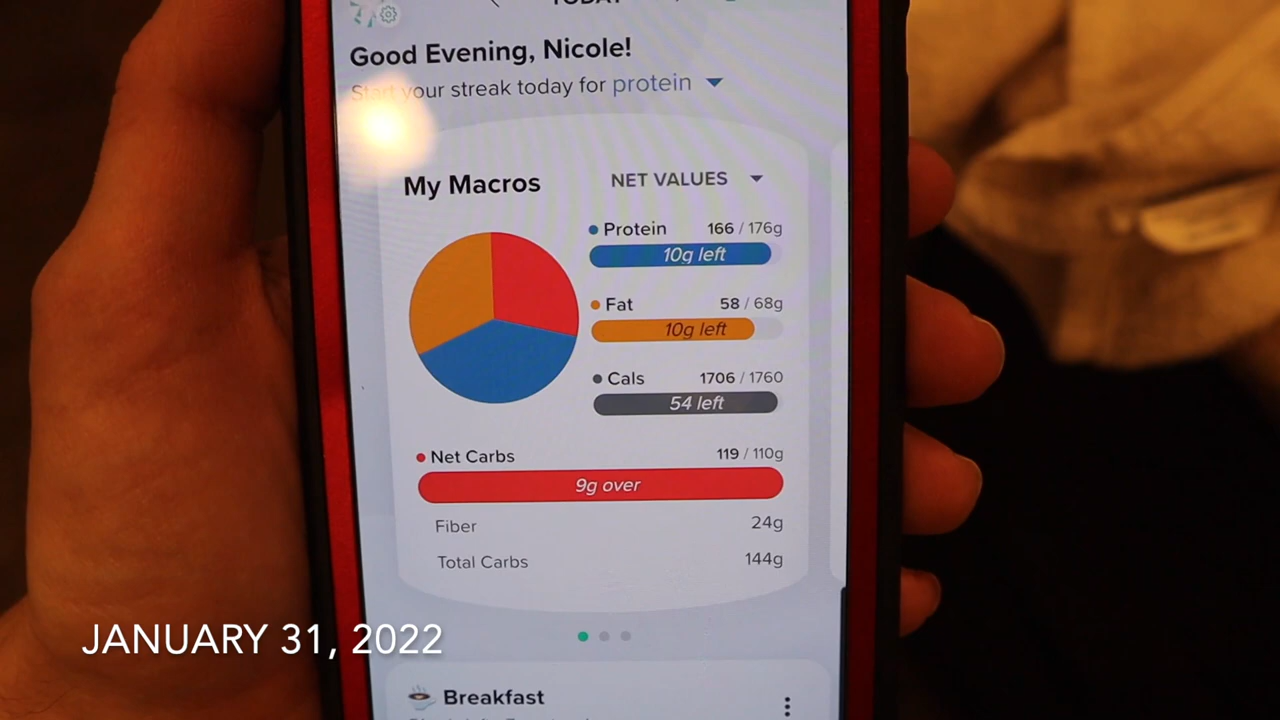 TODAY
Good Evening, Nicole!
Start your streak today for protein
My Macros NET VALUES
Protein 166 / 176g
10g left
Fat 58 / 68g
10g left
Cals 1706 / 1760
54 left
Net Carbs 119 / 110g
9g over
Fiber 24g
Total Carbs 144g
JANUARY 31, 2022
Breakfast